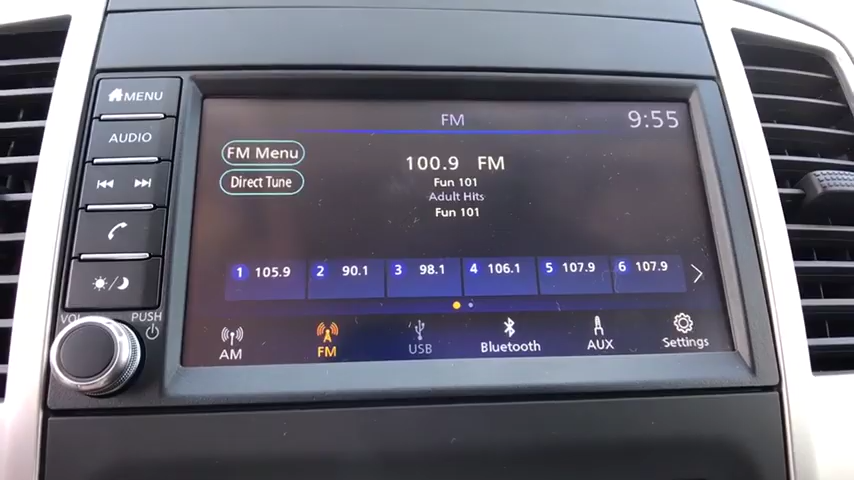 MENU
AUDIO
VOL
PUSH
FM
9:55
FM Menu
Direct Tune
100.9 FM
Fun 101
Adult Hits
Fun 101
1 105.9
2 90.1
3 98.1
4 106.1
5 107.9
6 107.9
AM
FM
USB
Bluetooth
AUX
Settings